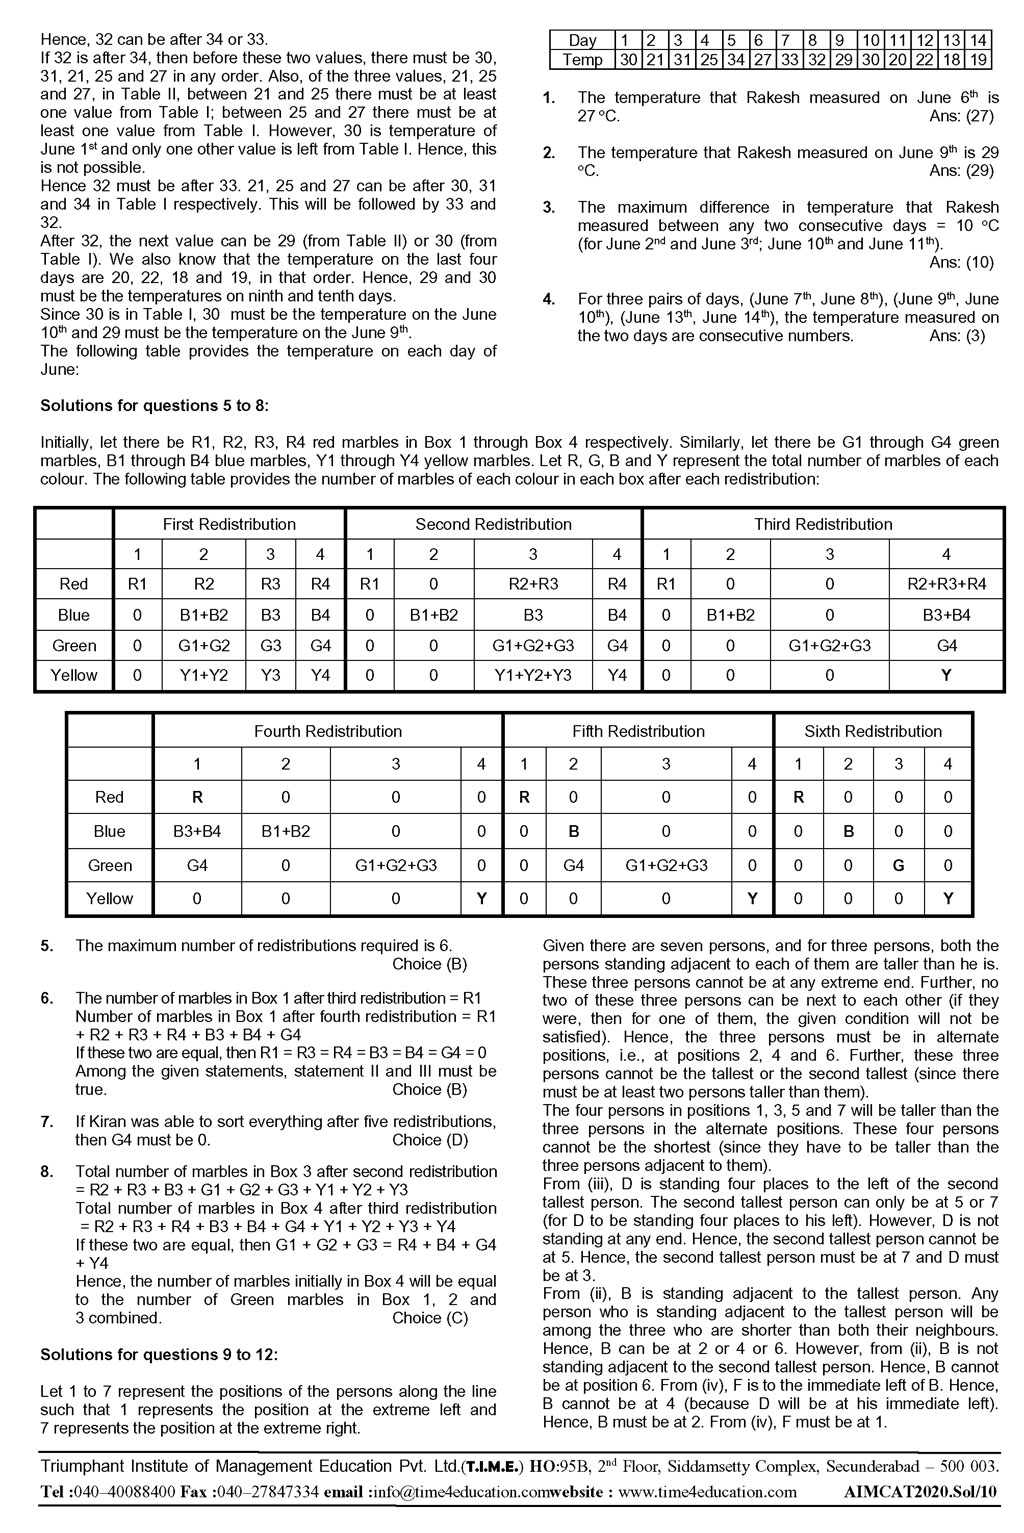 Hence, 32 can be after 34 or 33.
If 32 is after 34, then before these two values, there must be 30,
31, 21, 25 and 27 in any order. Also, of the three values, 21, 25
and 27, in Table II, between 21 and 25 there must be at least
one value from Table I; between 25 and 27 there must be at
least one value from Table I. However, 30 is temperature of
June 1st and only one other value is left from Table I. Hence, this
is not possible.
Hence 32 must be after 33. 21, 25 and 27 can be after 30, 31
and 34 in Table I respectively. This will be followed by 33 and
32.
After 32, the next value can be 29 (from Table II) or 30 (from
Table I). We also know that the temperature on the last four
days are 20, 22, 18 and 19, in that order. Hence, 29 and 30
must be the temperatures on ninth and tenth days.
Since 30 is in Table I, 30 must be the temperature on the June
10th and 29 must be the temperature on the June 9th.
The following table provides the temperature on each day of
June:
Day 1 2 3 4 5 6 7 8 9 10 11 12 13 14
Temp 30 21 31 25 34 27 33 32 29 30 20 22 18 19
1. The temperature that Rakesh measured on June 6th is
27 °C. Ans: (27)
2. The temperature that Rakesh measured on June 9th is 29
°C. Ans: (29)
3. The maximum difference in temperature that Rakesh
measured between any two consecutive days = 10 °C
(for June 2nd and June 3rd; June 10th and June 11th).
Ans: (10)
4. For three pairs of days, (June 7th, June 8th), (June 9th, June
10th), (June 13th, June 14th), the temperature measured on
the two days are consecutive numbers. Ans: (3)
Solutions for questions 5 to 8:
Initially, let there be R1, R2, R3, R4 red marbles in Box 1 through Box 4 respectively. Similarly, let there be G1 through G4 green
marbles, B1 through B4 blue marbles, Y1 through Y4 yellow marbles. Let R, G, B and Y represent the total number of marbles of each
colour. The following table provides the number of marbles of each colour in each box after each redistribution:
First Redistribution Second Redistribution Third Redistribution
1 2 3 4 1 2 3 4 1 2 3 4
Red R1 R2 R3 R4 R1 0 R2+R3 R4 R1 0 0 R2+R3+R4
Blue 0 B1+B2 B3 B4 0 B1+B2 B3 B4 0 B1+B2 0 B3+B4
Green 0 G1+G2 G3 G4 0 0 G1+G2+G3 G4 0 0 G1+G2+G3 G4
Yellow 0 Y1+Y2 Y3 Y4 0 0 Y1+Y2+Y3 Y4 0 0 0 Y
Fourth Redistribution Fifth Redistribution Sixth Redistribution
1 2 3 4 1 2 3 4 1 2 3 4
Red R 0 0 0 R 0 0 0 R 0 0 0
Blue B3+B4 B1+B2 0 0 0 B 0 0 0 B 0 0
Green G4 0 G1+G2+G3 0 0 G4 G1+G2+G3 0 0 0 G 0
Yellow 0 0 0 Y 0 0 0 Y 0 0 0 Y
5. The maximum number of redistributions required is 6.
Choice (B)
6. The number of marbles in Box 1 after third redistribution = R1
Number of marbles in Box 1 after fourth redistribution = R1
+ R2 + R3 + R4 + B3 + B4 + G4
If these two are equal, then R1 = R3 = R4 = B3 = B4 = G4 = 0
Among the given statements, statement II and III must be
true. Choice (B)
7. If Kiran was able to sort everything after five redistributions,
then G4 must be 0. Choice (D)
8. Total number of marbles in Box 3 after second redistribution
= R2 + R3 + B3 + G1 + G2 + G3 + Y1 + Y2 + Y3
Total number of marbles in Box 4 after third redistribution
= R2 + R3 + R4 + B3 + B4 + G4 + Y1 + Y2 + Y3 + Y4
If these two are equal, then G1 + G2 + G3 = R4 + B4 + G4
+ Y4
Hence, the number of marbles initially in Box 4 will be equal
to the number of Green marbles in Box 1, 2 and
3 combined. Choice (C)
Solutions for questions 9 to 12:
Let 1 to 7 represent the positions of the persons along the line
such that 1 represents the position at the extreme left and
7 represents the position at the extreme right.
Given there are seven persons, and for three persons, both the
persons standing adjacent to each of them are taller than he is.
These three persons cannot be at any extreme end. Further, no
two of these three persons can be next to each other (if they
were, then for one of them, the given condition will not be
satisfied). Hence, the three persons must be in alternate
positions, i.e., at positions 2, 4 and 6. Further, these three
persons cannot be the tallest or the second tallest (since there
must be at least two persons taller than them).
The four persons in positions 1, 3, 5 and 7 will be taller than the
three persons in the alternate positions. These four persons
cannot be the shortest (since they have to be taller than the
three persons adjacent to them).
From (iii), D is standing four places to the left of the second
tallest person. The second tallest person can only be at 5 or 7
(for D to be standing four places to his left). However, D is not
standing at any end. Hence, the second tallest person cannot be
at 5. Hence, the second tallest person must be at 7 and D must
be at 3.
From (ii), B is standing adjacent to the tallest person. Any
person who is standing adjacent to the tallest person will be
among the three who are shorter than both their neighbours.
Hence, B can be at 2 or 4 or 6. However, from (ii), B is not
standing adjacent to the second tallest person. Hence, B cannot
be at position 6. From (iv), F is to the immediate left of B. Hence,
B cannot be at 4 (because D will be at his immediate left).
Hence, B must be at 2. From (iv), F must be at 1.
Triumphant Institute of Management Education Pvt. Ltd.(T.I.M.E.) HO:95B, 2nd Floor, Siddamsetty Complex, Secunderabad – 500 003.
Tel :040–40088400 Fax :040–27847334 email :info@time4education.comwebsite : www.time4education.com AIMCAT2020.Sol/10